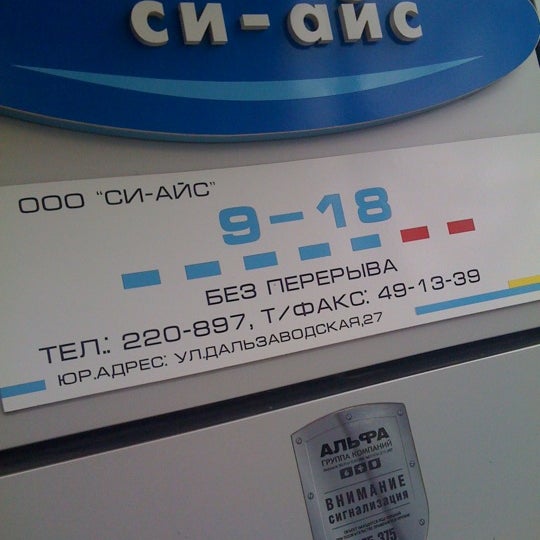 си-айс
ООО "СИ-АЙС"
9-18
БЕЗ ПЕРЕРЫВА
ТЕЛ.: 220-897, Т/ФАКС: 49-13-39
ЮР.АДРЕС: УЛ.ДАЛЬЗАВОДСКАЯ,27
АЛЬФА
ГРУППА КОМПАНИЙ
ВНИМАНИЕ
СИГНАЛИЗАЦИЯ
375